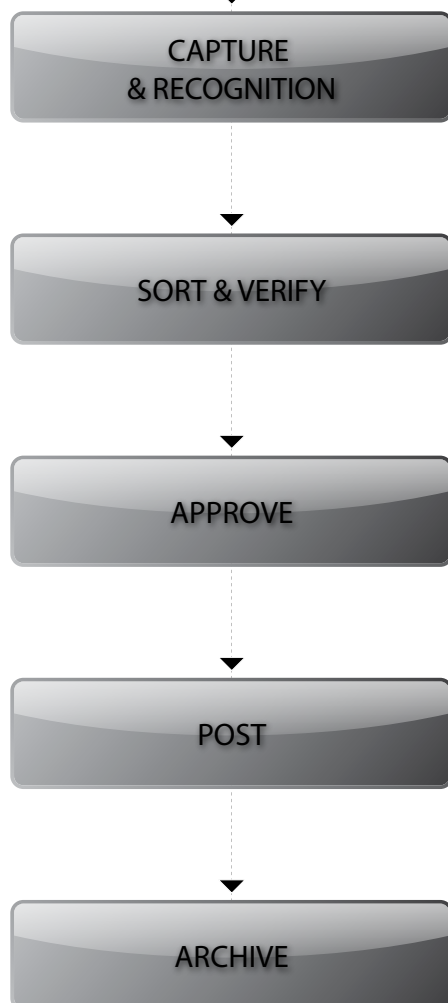 CAPTURE
& RECOGNITION
SORT & VERIFY
APPROVE
POST
ARCHIVE